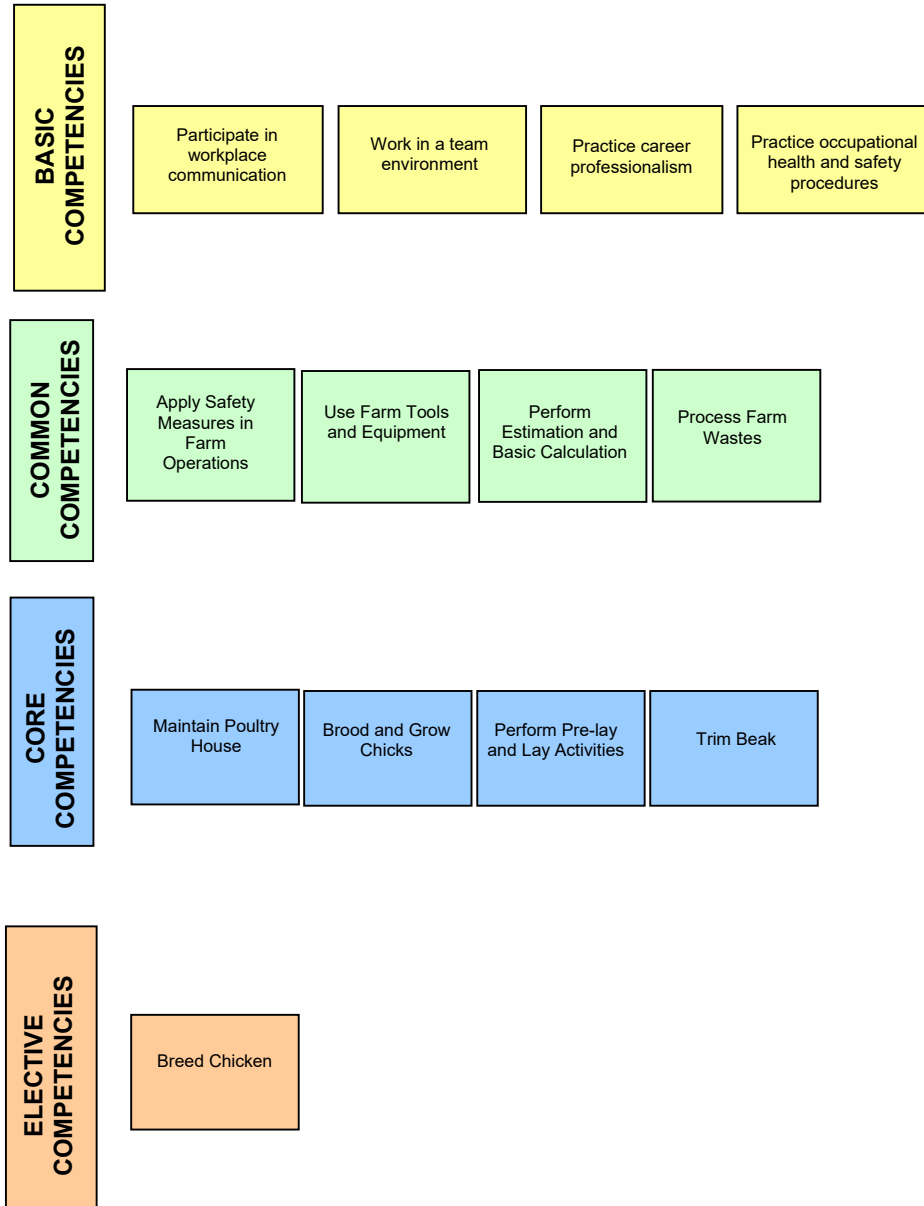 BASIC
COMPETENCIES
Participate in
workplace
communication
Work in a team
environment
Practice career
professionalism
Practice occupational
health and safety
procedures
COMMON
COMPETENCIES
Apply Safety
Measures in
Farm
Operations
Use Farm Tools
and Equipment
Perform
Estimation and
Basic Calculation
Process Farm
Wastes
CORE
COMPETENCIES
Maintain Poultry
House
Brood and Grow
Chicks
Perform Pre-lay
and Lay Activities
Trim Beak
ELECTIVE
COMPETENCIES
Breed Chicken